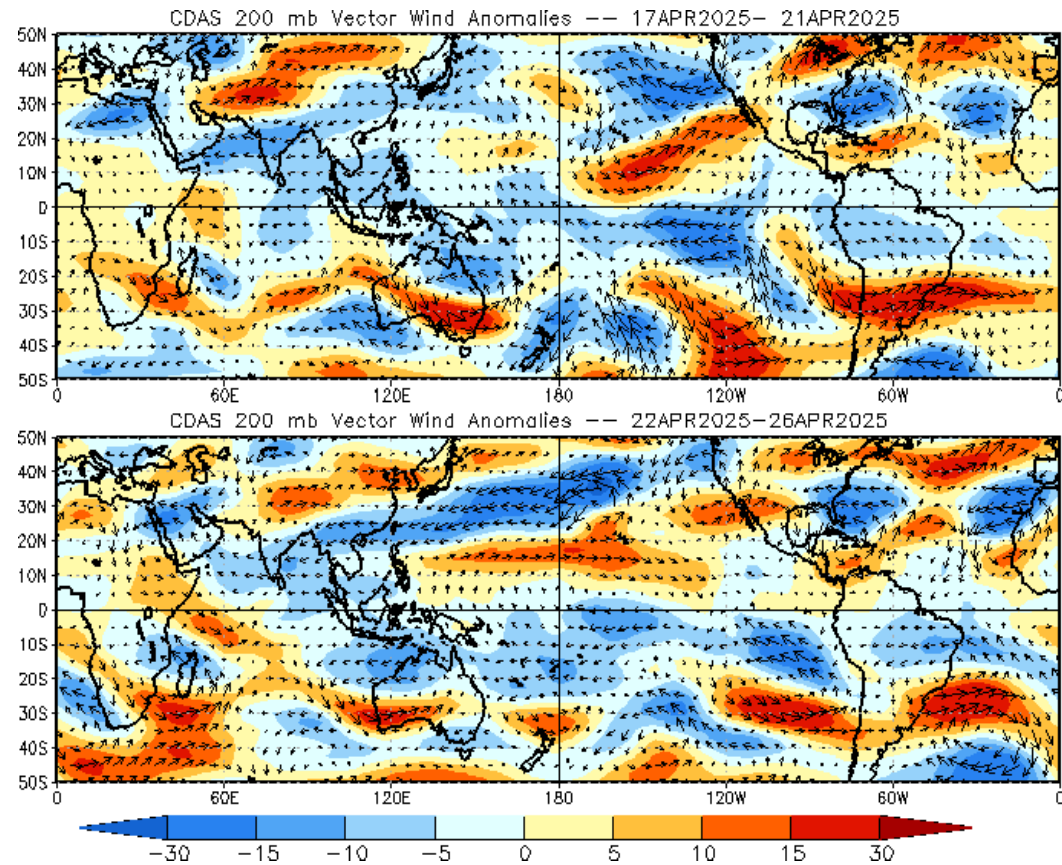 CDAS 200 mb Vector Wind Anomalies -- 17APR2025- 21APR2025
50N
40N
30N
20N
10N
0
10S
20S
30S
40S
50S
0 60E 120E 180 120W 60W 0
CDAS 200 mb Vector Wind Anomalies -- 22APR2025-26APR2025
50N
40N
30N
20N
10N
0
10S
20S
30S
40S
50S
0 60E 120E 180 120W 60W 0
-30 -15 -10 -5 0 5 10 15 30